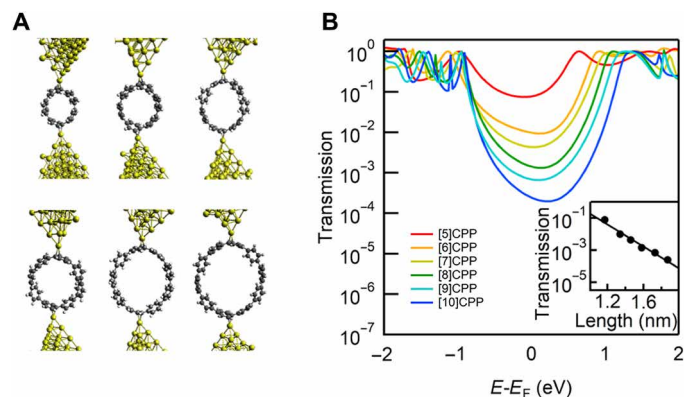 A
B
Transmission
10⁰
10⁻¹
10⁻²
10⁻³
10⁻⁴
10⁻⁵
10⁻⁶
10⁻⁷
[5]CPP
[6]CPP
[7]CPP
[8]CPP
[9]CPP
[10]CPP
Transmission
10⁻¹
10⁻³
10⁻⁵
1.2 1.6
Length (nm)
−2 −1 0 1 2
E-E_F (eV)